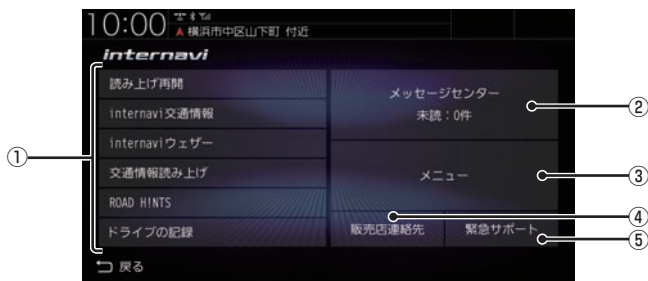 10:00
横浜市中区山下町 付近
internavi
読み上げ再開
internavi交通情報
internaviウェザー
交通情報読み上げ
ROAD H!NTS
ドライブの記録
メッセージセンター
未読：0件
メニュー
販売店連絡先
緊急サポート
戻る
①
②
③
④
⑤